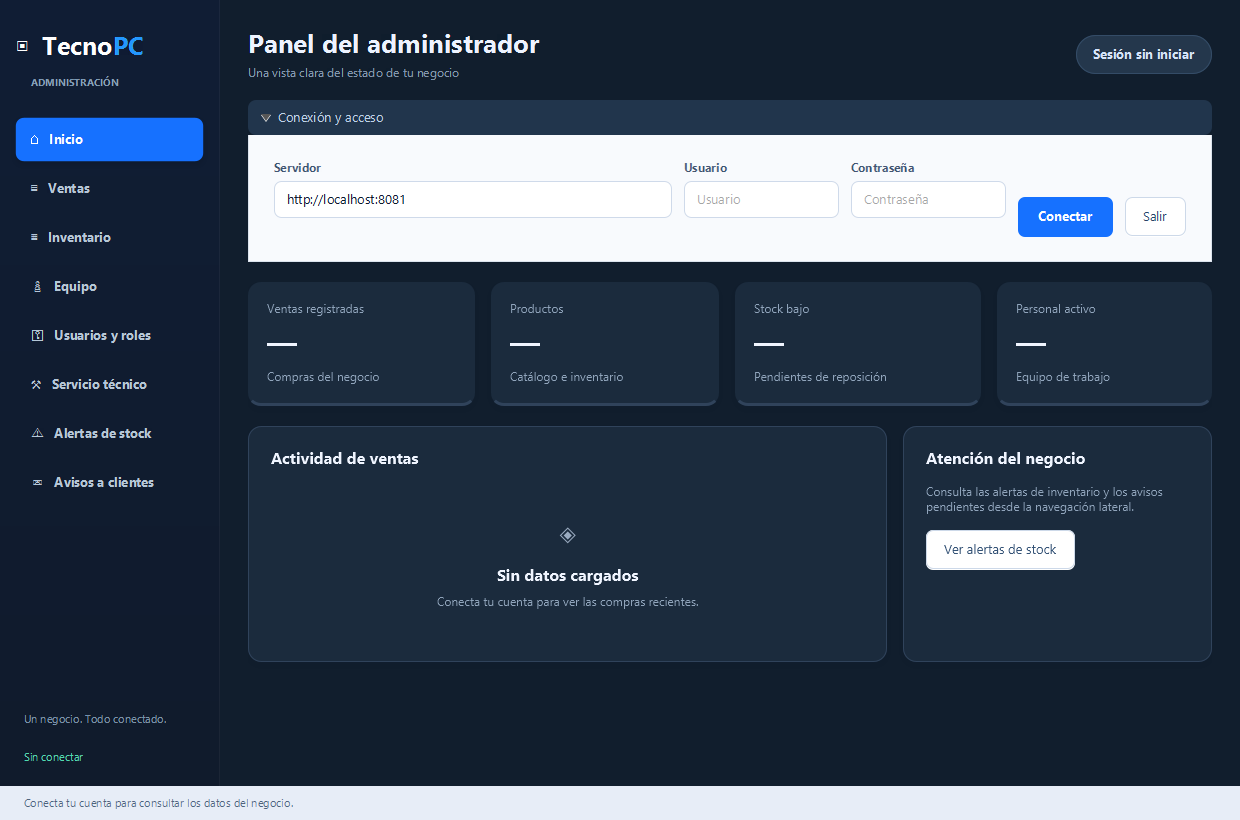 TecnoPC
ADMINISTRACIÓN
Inicio
Ventas
Inventario
Equipo
Usuarios y roles
Servicio técnico
Alertas de stock
Avisos a clientes
Un negocio. Todo conectado.
Sin conectar
Panel del administrador
Una vista clara del estado de tu negocio
Sesión sin iniciar
Conexión y acceso
Servidor
http://localhost:8081
Usuario
Usuario
Contraseña
Contraseña
Conectar
Salir
Ventas registradas
—
Compras del negocio
Productos
—
Catálogo e inventario
Stock bajo
—
Pendientes de reposición
Personal activo
—
Equipo de trabajo
Actividad de ventas
Sin datos cargados
Conecta tu cuenta para ver las compras recientes.
Atención del negocio
Consulta las alertas de inventario y los avisos
pendientes desde la navegación lateral.
Ver alertas de stock
Conecta tu cuenta para consultar los datos del negocio.